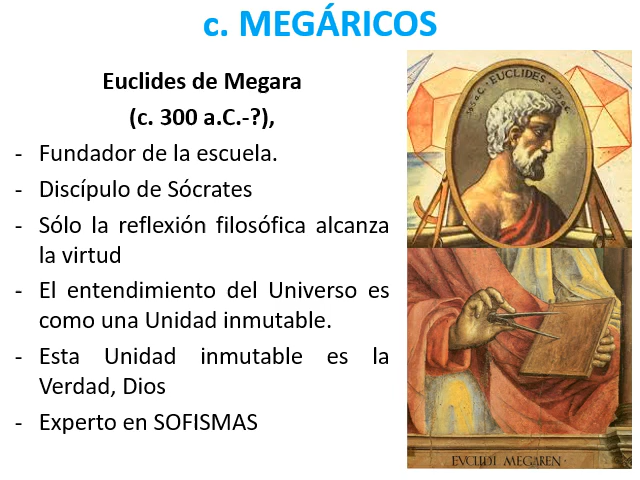 c. MEGÁRICOS
Euclides de Megara
(c. 300 a.C.-?),
- Fundador de la escuela.
- Discípulo de Sócrates
- Sólo la reflexión filosófica alcanza
la virtud
- El entendimiento del Universo es
como una Unidad inmutable.
- Esta Unidad inmutable es la
Verdad, Dios
- Experto en SOFISMAS
· EUCLIDES ·
EVCLIDI MEGAREN ·